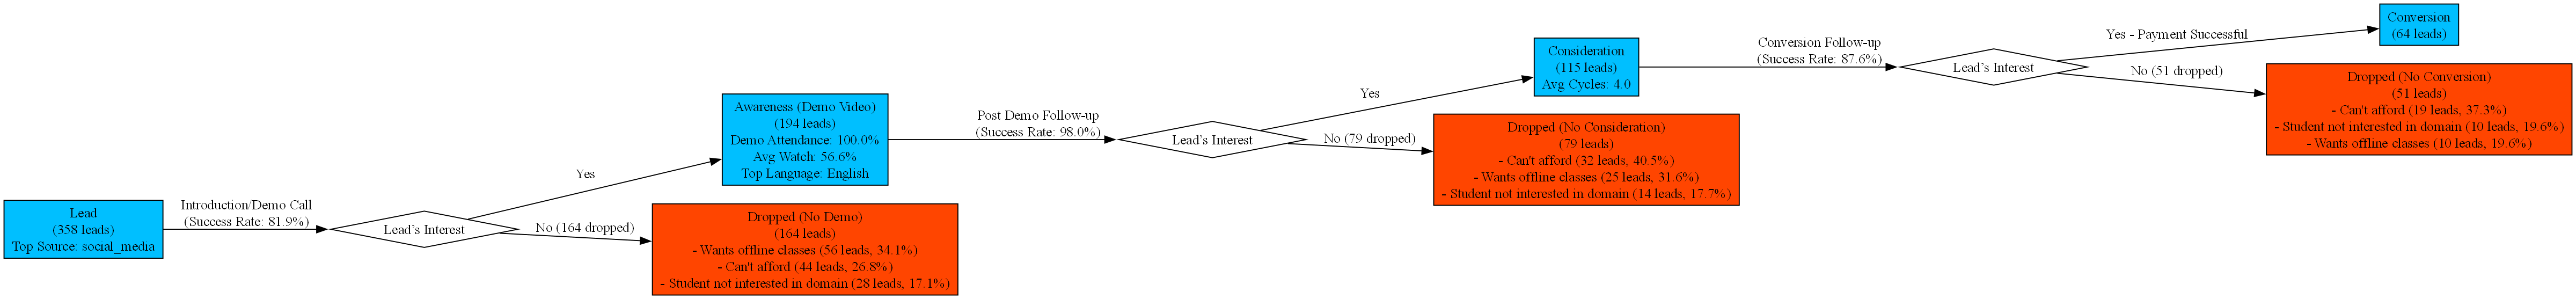 Lead
(358 leads)
Top Source: social_media
Introduction/Demo Call
(Success Rate: 81.9%)
Lead's Interest
Yes
No (164 dropped)
Awareness (Demo Video)
(194 leads)
Demo Attendance: 100.0%
Avg Watch: 56.6%
Top Language: English
Dropped (No Demo)
(164 leads)
- Wants offline classes (56 leads, 34.1%)
- Can't afford (44 leads, 26.8%)
- Student not interested in domain (28 leads, 17.1%)
Post Demo Follow-up
(Success Rate: 98.0%)
Lead's Interest
Yes
No (79 dropped)
Consideration
(115 leads)
Avg Cycles: 4.0
Dropped (No Consideration)
(79 leads)
- Can't afford (32 leads, 40.5%)
- Wants offline classes (25 leads, 31.6%)
- Student not interested in domain (14 leads, 17.7%)
Conversion Follow-up
(Success Rate: 87.6%)
Lead's Interest
Yes - Payment Successful
No (51 dropped)
Conversion
(64 leads)
Dropped (No Conversion)
(51 leads)
- Can't afford (19 leads, 37.3%)
- Student not interested in domain (10 leads, 19.6%)
- Wants offline classes (10 leads, 19.6%)